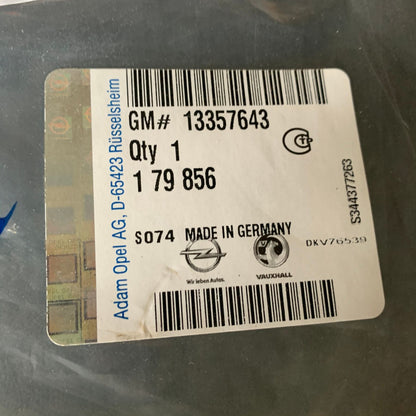 Adam Opel AG, D-65423 Rüsselsheim
GM# 13357643
Qty 1
1 79 856
S074 MADE IN GERMANY
Wir leben Autos.
VAUXHALL
DKV76539
S344377263